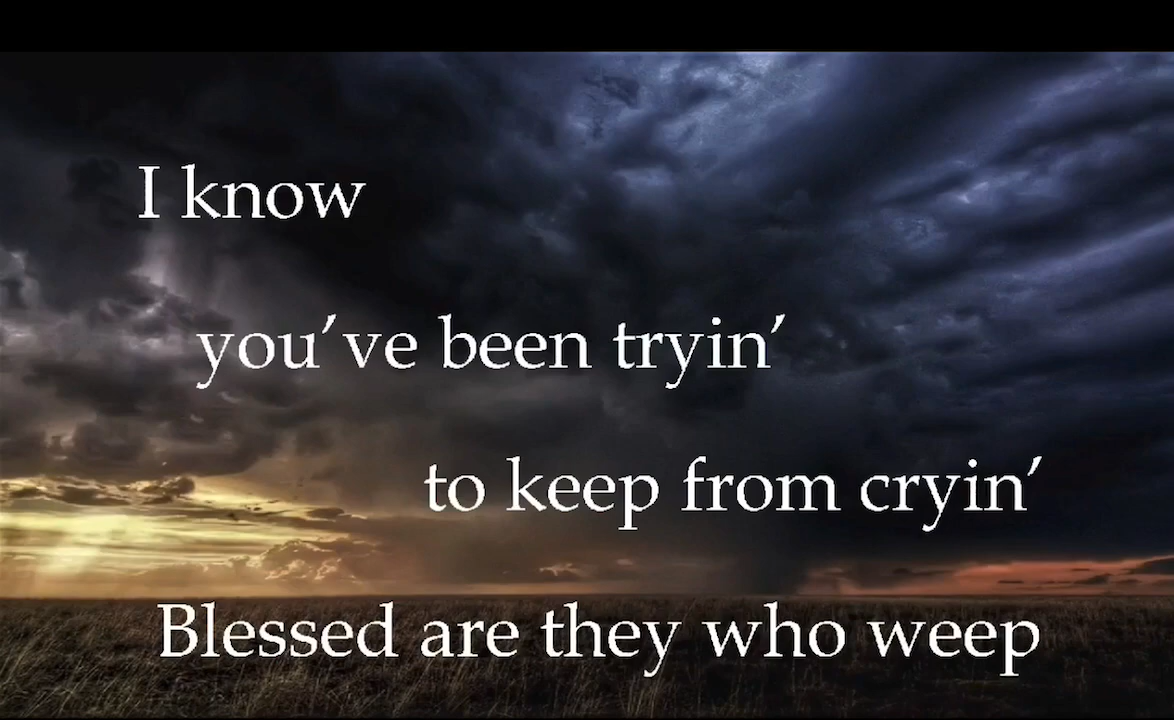 I know
you’ve been tryin’
to keep from cryin’
Blessed are they who weep